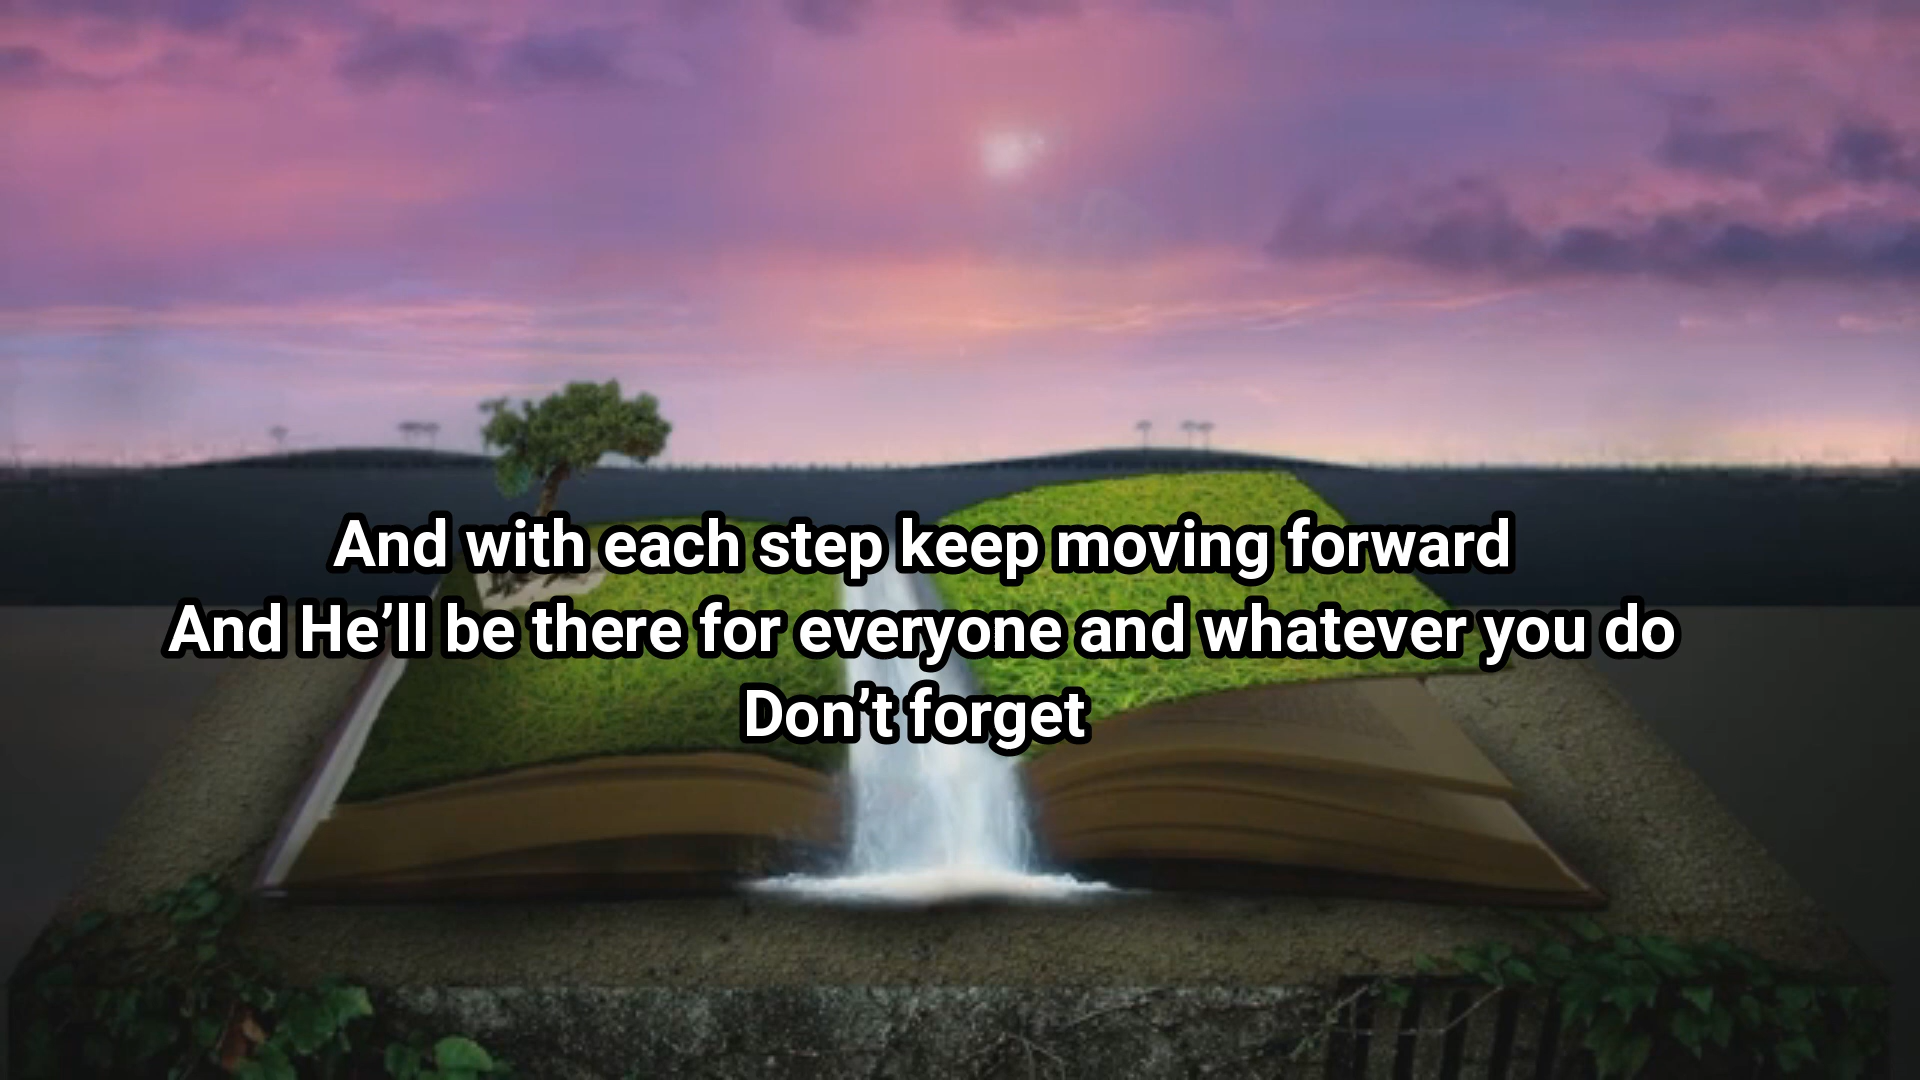 And with each step keep moving forward
And He’ll be there for everyone and whatever you do
Don’t forget